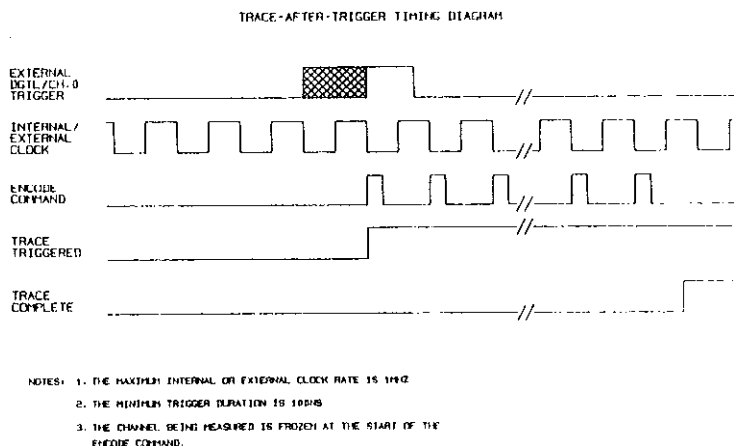 TRACE-AFTER-TRIGGER TIMING DIAGRAM
EXTERNAL
DGTL/CH.0
TRIGGER
INTERNAL/
EXTERNAL
CLOCK
ENCODE
COMMAND
TRACE
TRIGGERED
TRACE
COMPLETE
NOTES: 1. THE MAXIMUM INTERNAL OR EXTERNAL CLOCK RATE IS 1MHZ
2. THE MINIMUM TRIGGER DURATION IS 100NS
3. THE CHANNEL BEING MEASURED IS FROZEN AT THE START OF THE
ENCODE COMMAND.